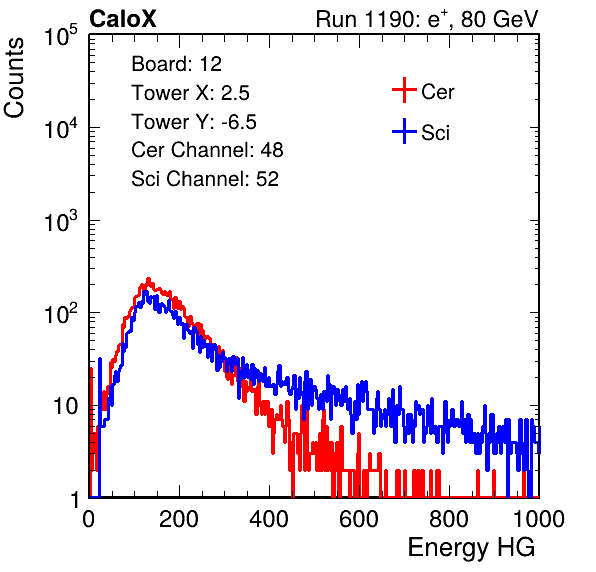 CaloX Run 1190: e⁺, 80 GeV
Counts
10⁵
10⁴
10³
10²
10
1
Board: 12
Tower X: 2.5
Tower Y: -6.5
Cer Channel: 48
Sci Channel: 52
Cer
Sci
0 200 400 600 800 1000
Energy HG